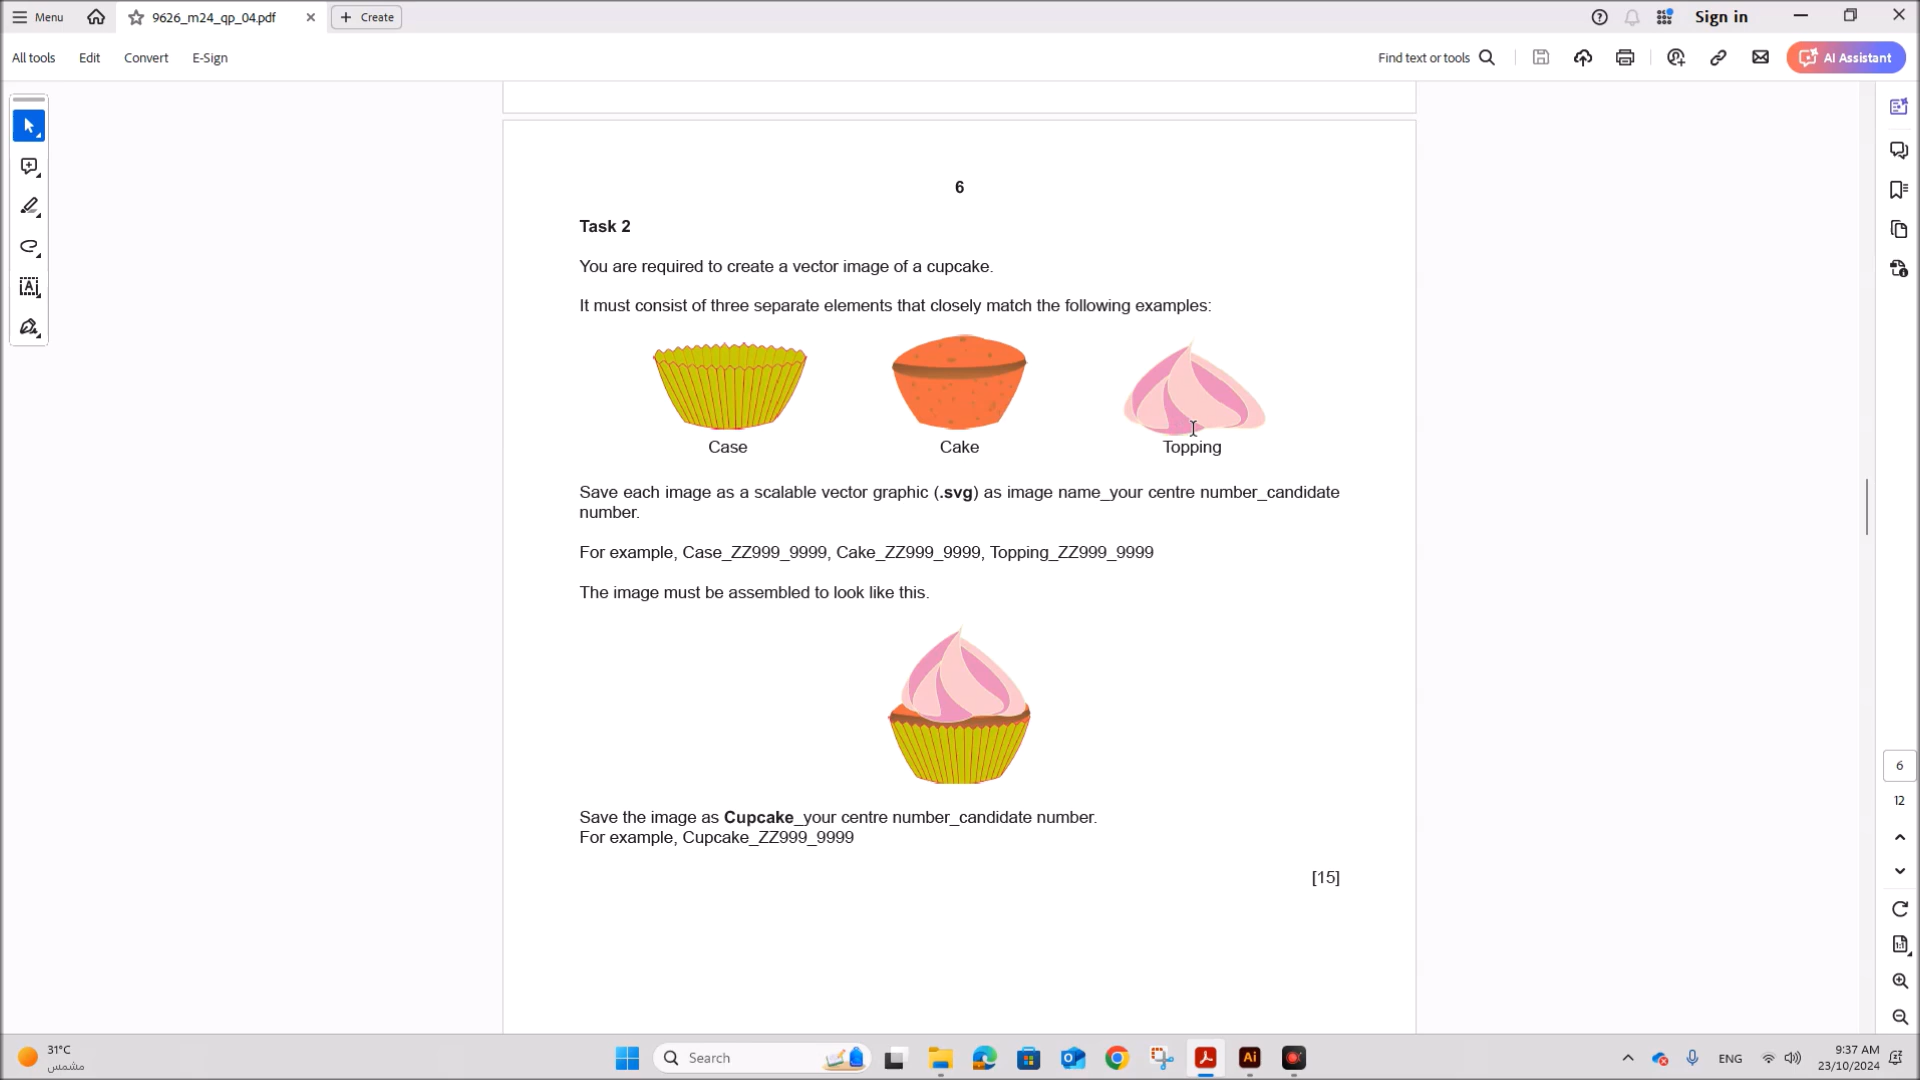 Menu
9626_m24_qp_04.pdf
Create
Sign in
All tools
Edit
Convert
E-Sign
Find text or tools
AI Assistant
6
Task 2
You are required to create a vector image of a cupcake.
It must consist of three separate elements that closely match the following examples:
Case
Cake
Topping
Save each image as a scalable vector graphic (.svg) as image name_your centre number_candidate
number.
For example, Case_ZZ999_9999, Cake_ZZ999_9999, Topping_ZZ999_9999
The image must be assembled to look like this.
Save the image as Cupcake_your centre number_candidate number.
For example, Cupcake_ZZ999_9999
[15]
6
12
1:1
31°C
مشمس
Search
Ai
ENG
9:37 AM
23/10/2024